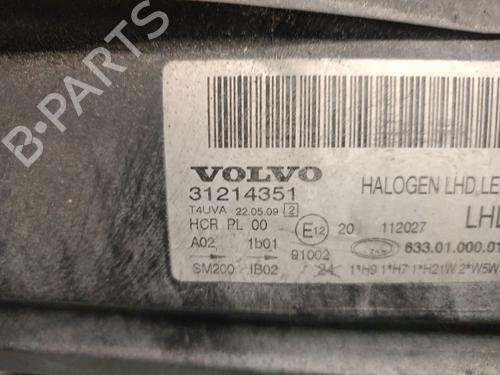 B-PARTS
VOLVO
31214351
HALOGEN LHD,LE
T4UVA 22.05.09 2
LHD
HCR PL 00 E12 20 112027
A02 1b01 91002 633.01.000.01
SM200 IB02 24 1*H9 1*H7 1*H21W 2*W5W